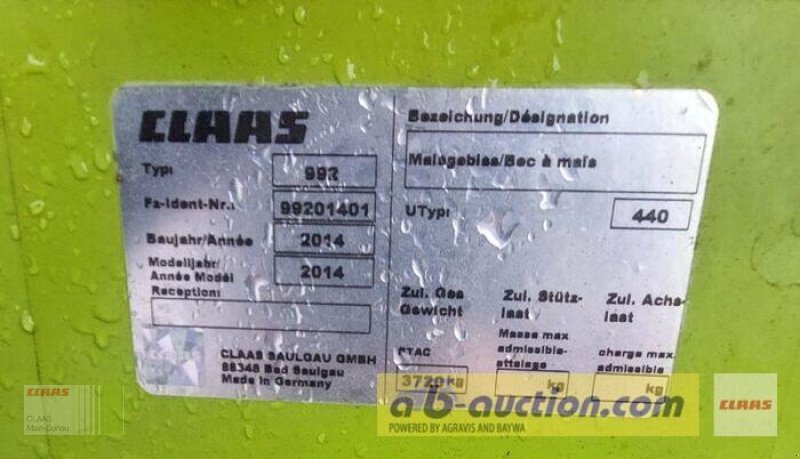 CLAAS
Typ: 992
Fz-Ident-Nr.: 99201401
Baujahr/Année 2014
Modelljahr/
Année Model 2014
Reception:
CLAAS SAULGAU GMBH
88348 Bad Saulgau
Made in Germany
Bezeichung/Désignation
Maisgebiss/Bec à maïs
UTyp: 440
Zul. Ges
Gewicht
PTAC
3720 kg
Zul. Stütz-
last
Masse max
admissible-
attelage
kg
Zul. Achs-
last
charge max
admissible
kg
CLAAS
CLAAS
Main-Donau
ab-auction.com
POWERED BY AGRAVIS AND BAYWA
CLAAS